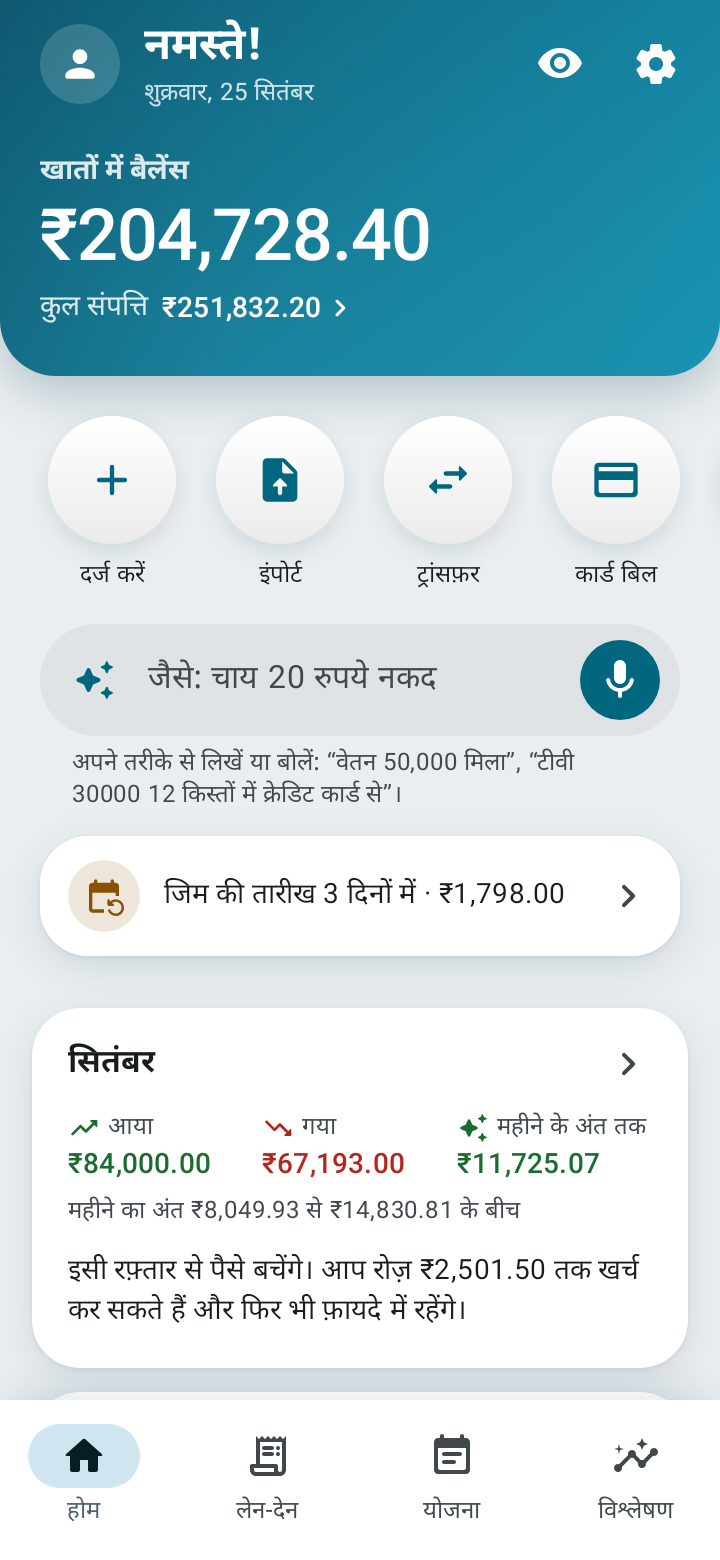 नमस्ते!
शुक्रवार, 25 सितंबर
खातों में बैलेंस
₹204,728.40
कुल संपत्ति ₹251,832.20
दर्ज करें
इंपोर्ट
ट्रांसफ़र
कार्ड बिल
जैसे: चाय 20 रुपये नकद
अपने तरीके से लिखें या बोलें: “वेतन 50,000 मिला”, “टीवी
30000 12 किस्तों में क्रेडिट कार्ड से”।
जिम की तारीख 3 दिनों में · ₹1,798.00
सितंबर
आया
₹84,000.00
गया
₹67,193.00
महीने के अंत तक
₹11,725.07
महीने का अंत ₹8,049.93 से ₹14,830.81 के बीच
इसी रफ़्तार से पैसे बचेंगे। आप रोज़ ₹2,501.50 तक खर्च
कर सकते हैं और फिर भी फ़ायदे में रहेंगे।
होम
लेन-देन
योजना
विश्लेषण